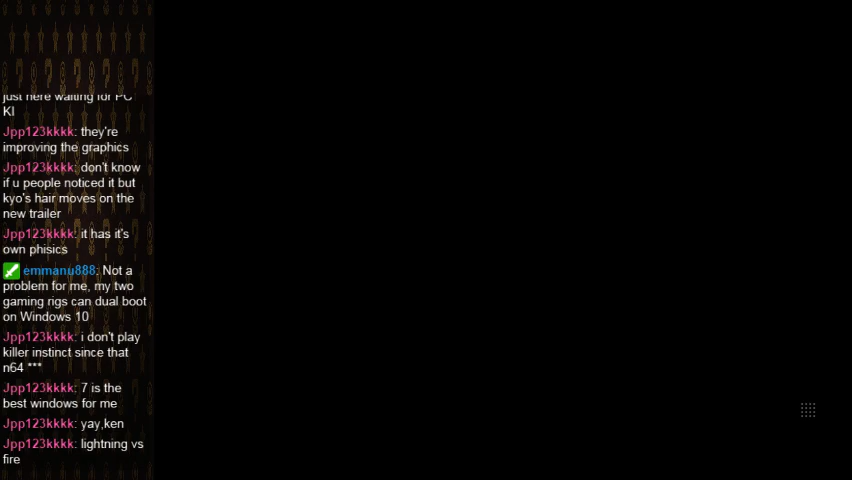 just here waiting for PC
KI
Jpp123kkkk: they're
improving the graphics
Jpp123kkkk: don't know
if u people noticed it but
kyo's hair moves on the
new trailer
Jpp123kkkk: it has it's
own phisics
emmanu888: Not a
problem for me, my two
gaming rigs can dual boot
on Windows 10
Jpp123kkkk: i don't play
killer instinct since that
n64 ***
Jpp123kkkk: 7 is the
best windows for me
Jpp123kkkk: yay,ken
Jpp123kkkk: lightning vs
fire